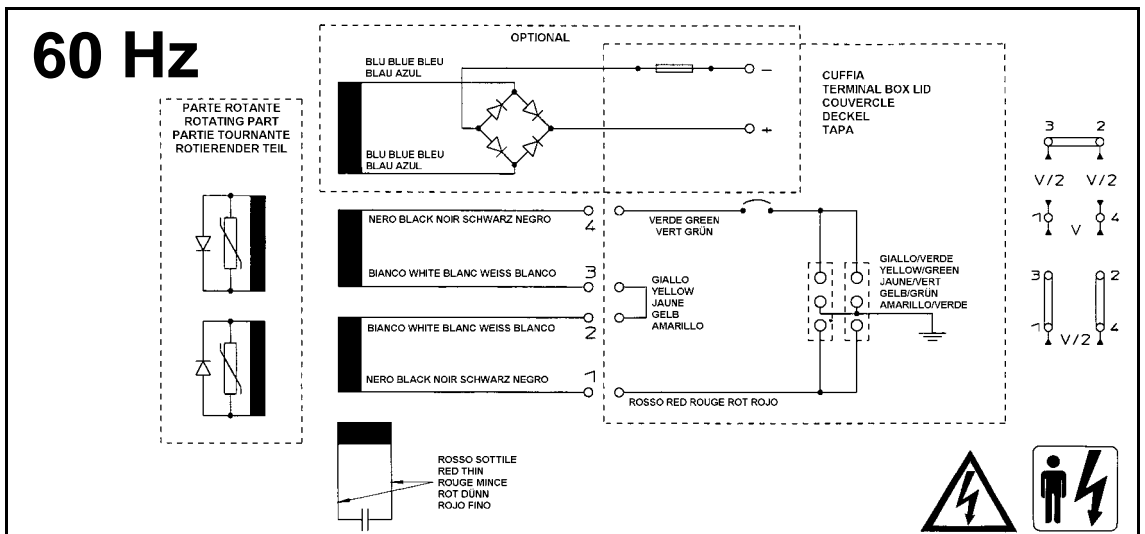 60 Hz
OPTIONAL
BLU BLUE BLEU
BLAU AZUL
BLU BLUE BLEU
BLAU AZUL
−
+
CUFFIA
TERMINAL BOX LID
COUVERCLE
DECKEL
TAPA
PARTE ROTANTE
ROTATING PART
PARTIE TOURNANTE
ROTIERENDER TEIL
NERO BLACK NOIR SCHWARZ NEGRO
4
BIANCO WHITE BLANC WEISS BLANCO
3
BIANCO WHITE BLANC WEISS BLANCO
2
NERO BLACK NOIR SCHWARZ NEGRO
1
VERDE GREEN
VERT GRÜN
GIALLO
YELLOW
JAUNE
GELB
AMARILLO
GIALLO/VERDE
YELLOW/GREEN
JAUNE/VERT
GELB/GRÜN
AMARILLO/VERDE
ROSSO RED ROUGE ROT ROJO
ROSSO SOTTILE
RED THIN
ROUGE MINCE
ROT DÜNN
ROJO FINO
3 2
V/2 V/2
1 4
V
3 2
1 4
V/2